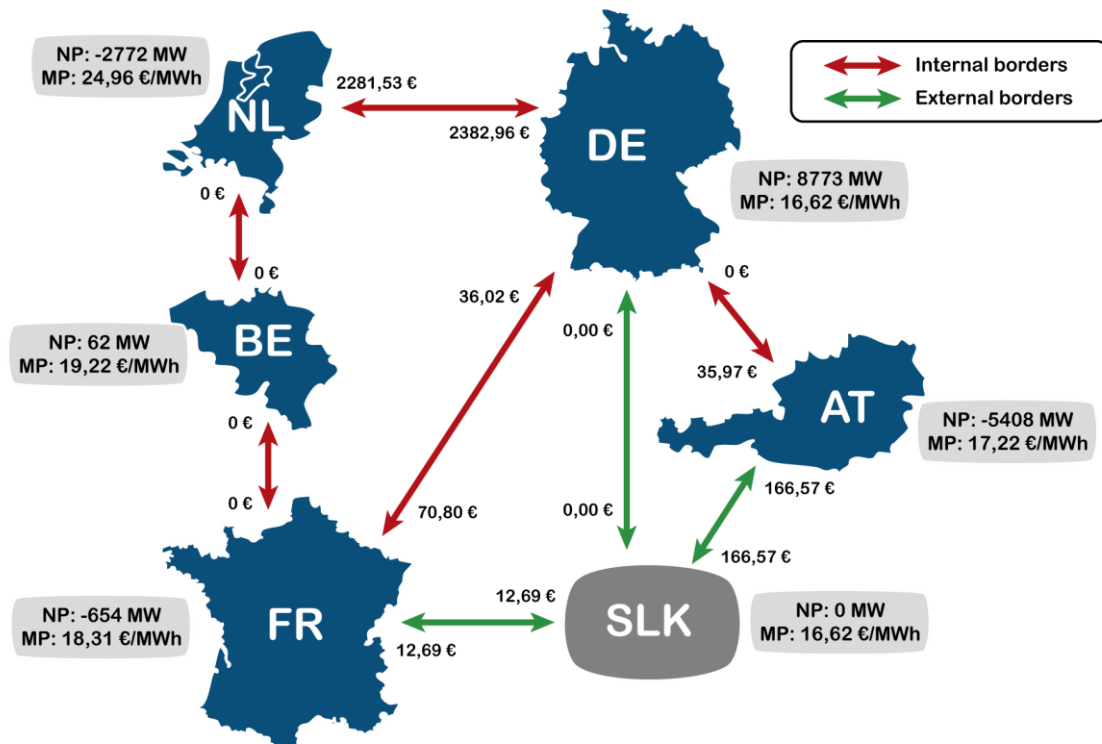 NP: -2772 MW
MP: 24,96 €/MWh
NL
2281,53 €
2382,96 €
DE
Internal borders
External borders
NP: 8773 MW
MP: 16,62 €/MWh
0 €
0 €
36,02 €
0 €
0,00 €
BE
NP: 62 MW
MP: 19,22 €/MWh
35,97 €
AT
NP: -5408 MW
MP: 17,22 €/MWh
0 €
0 €
70,80 €
0,00 €
166,57 €
166,57 €
NP: -654 MW
MP: 18,31 €/MWh
FR
12,69 €
12,69 €
SLK
NP: 0 MW
MP: 16,62 €/MWh